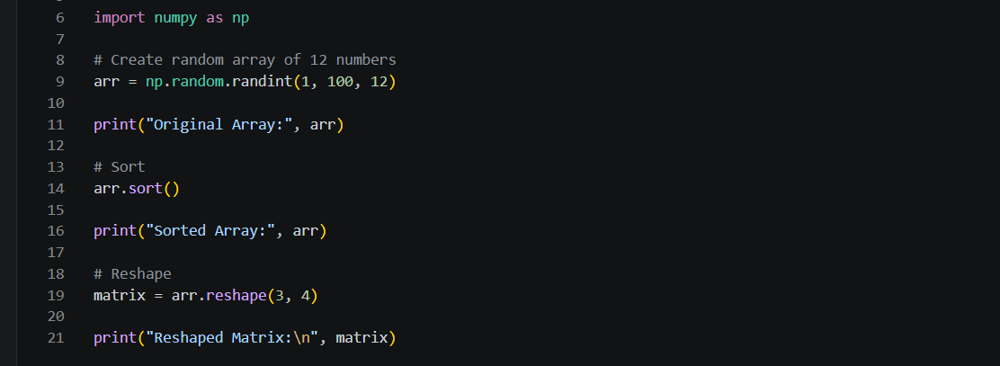 6 import numpy as np
7
8 # Create random array of 12 numbers
9 arr = np.random.randint(1, 100, 12)
10
11 print("Original Array:", arr)
12
13 # Sort
14 arr.sort()
15
16 print("Sorted Array:", arr)
17
18 # Reshape
19 matrix = arr.reshape(3, 4)
20
21 print("Reshaped Matrix:\n", matrix)